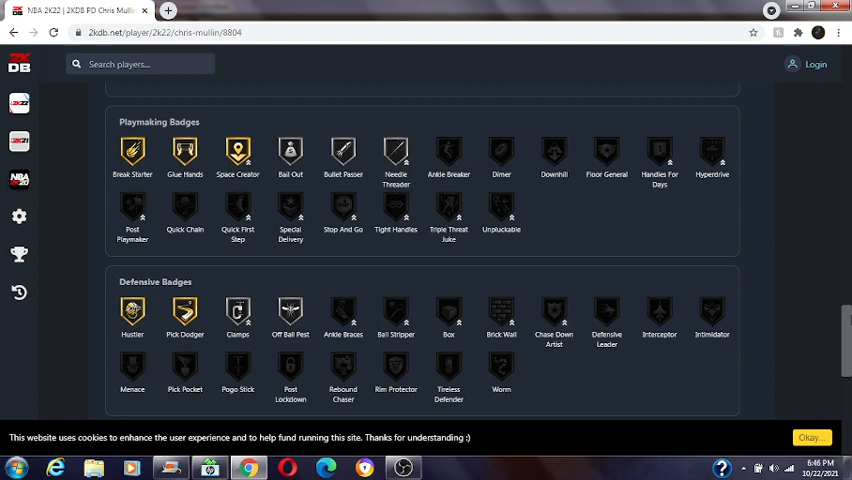 NBA 2K22 | 2KDB PD Chris Mullin
2kdb.net/player/2k22/chris-mullin/8804
2K
DB
Search players...
Login
2K22
2K21
NBA
2K20
Playmaking Badges
Break Starter Glue Hands Space Creator Bail Out Bullet Passer Needle Threader Ankle Breaker Dimer Downhill Floor General Handles For Days Hyperdrive
Post Playmaker Quick Chain Quick First Step Special Delivery Stop And Go Tight Handles Triple Threat Juke Unpluckable
Defensive Badges
Hustler Pick Dodger Clamps Off Ball Pest Ankle Braces Ball Stripper Box Brick Wall Chase Down Artist Defensive Leader Interceptor Intimidator
Menace Pick Pocket Pogo Stick Post Lockdown Rebound Chaser Rim Protector Tireless Defender Worm
This website uses cookies to enhance the user experience and to help fund running this site. Thanks for understanding :)
Okay...
6:46 PM
10/22/2021